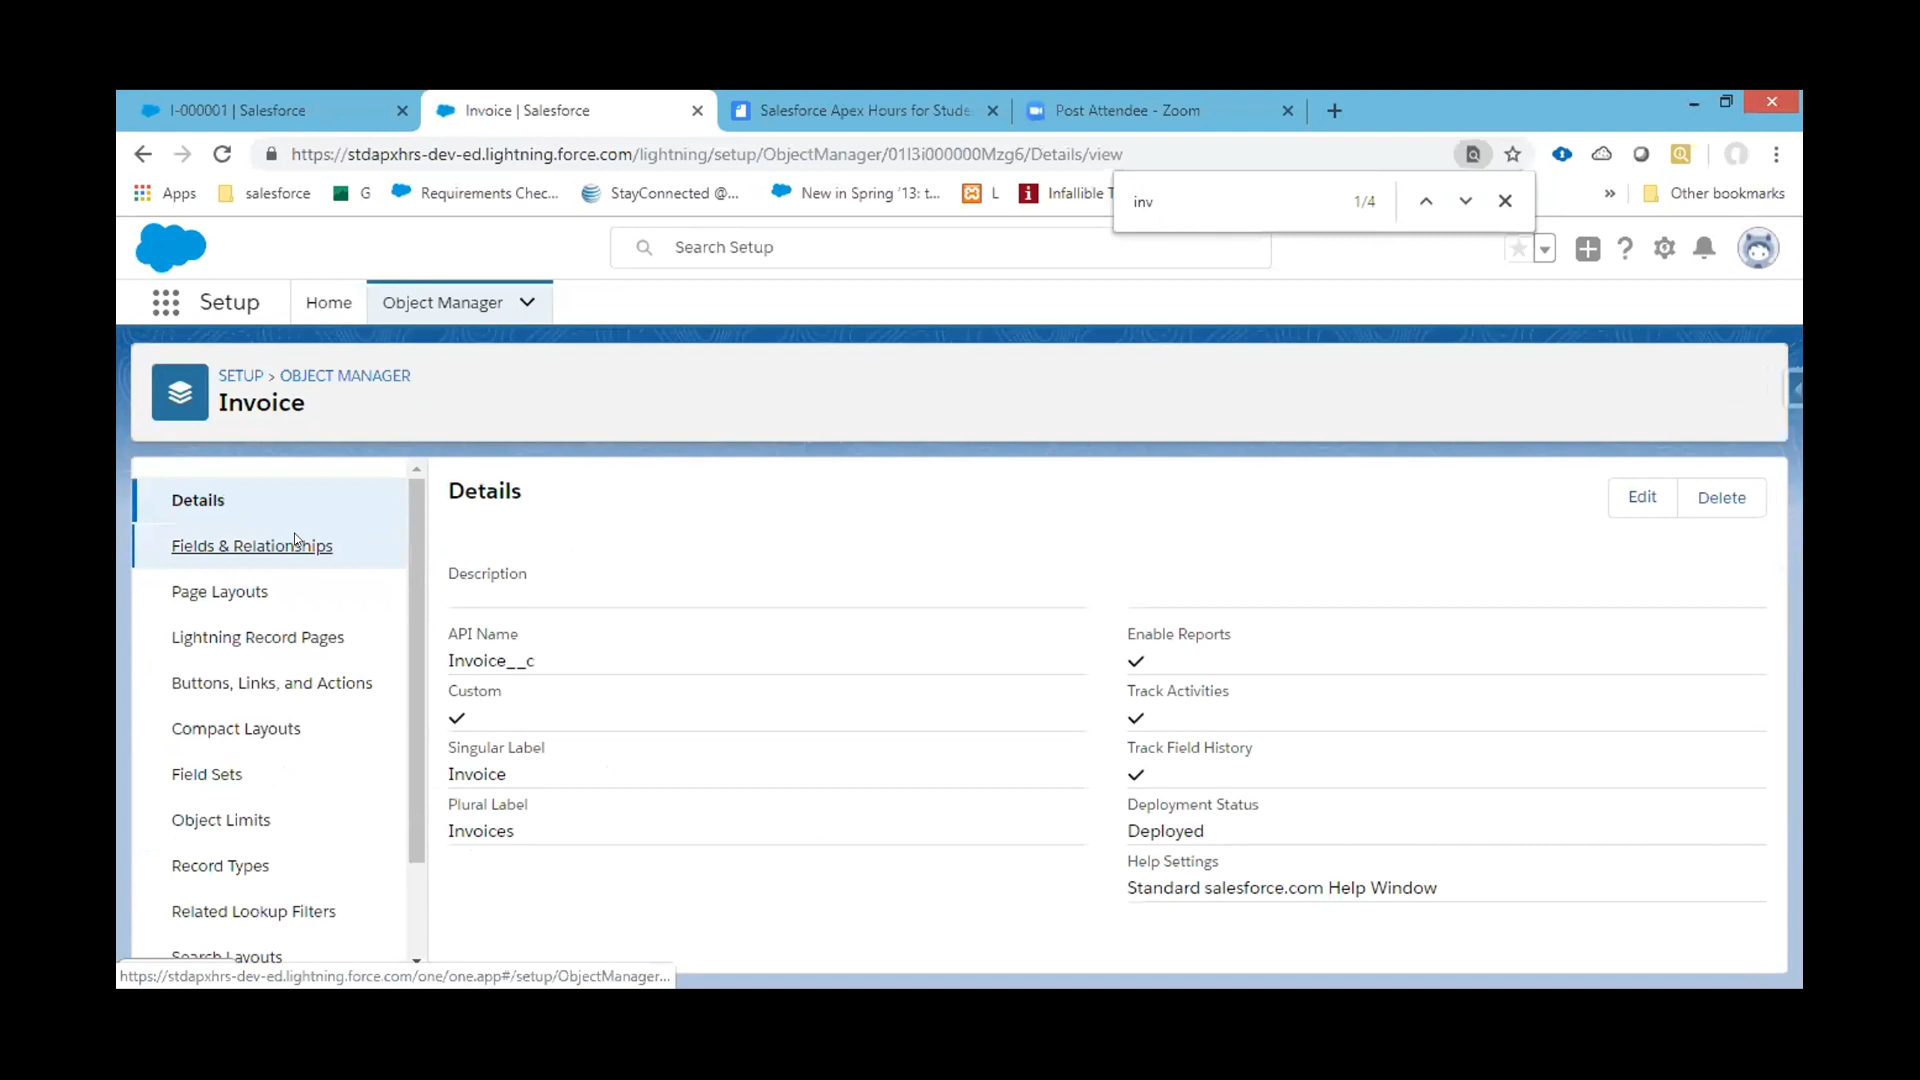 I-000001 | Salesforce
Invoice | Salesforce
Salesforce Apex Hours for Stude
Post Attendee - Zoom
https://stdapxhrs-dev-ed.lightning.force.com/lightning/setup/ObjectManager/01I3i000000Mzg6/Details/view
Apps
salesforce
G
Requirements Chec...
StayConnected @...
New in Spring '13: t...
L
Infallible T
»
Other bookmarks
inv
1/4
Search Setup
Setup
Home
Object Manager
SETUP > OBJECT MANAGER
Invoice
Details
Fields & Relationships
Page Layouts
Lightning Record Pages
Buttons, Links, and Actions
Compact Layouts
Field Sets
Object Limits
Record Types
Related Lookup Filters
Search Layouts
Details
Edit
Delete
Description
API Name
Invoice__c
Custom
Singular Label
Invoice
Plural Label
Invoices
Enable Reports
Track Activities
Track Field History
Deployment Status
Deployed
Help Settings
Standard salesforce.com Help Window
https://stdapxhrs-dev-ed.lightning.force.com/one/one.app#/setup/ObjectManager...